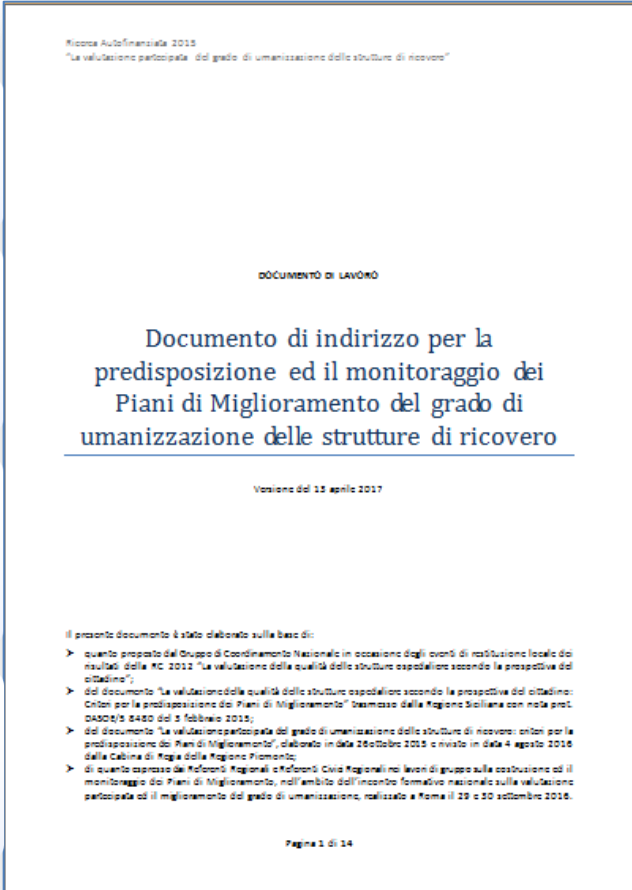 Ricerca Autofinanziata 2015
"La valutazione partecipata del grado di umanizzazione delle strutture di ricovero"
DOCUMENTO DI LAVORO
Documento di indirizzo per la
predisposizione ed il monitoraggio dei
Piani di Miglioramento del grado di
umanizzazione delle strutture di ricovero
Versione del 13 aprile 2017
Il presente documento è stato elaborato sulla base di:
➢ quanto proposto dal Gruppo di Coordinamento Nazionale in occasione degli eventi di restituzione locale dei
risultati della RC 2012 "La valutazione della qualità delle strutture ospedaliere secondo la prospettiva del
cittadino";
➢ del documento "La valutazione della qualità delle strutture ospedaliere secondo la prospettiva del cittadino:
Criteri per la predisposizione dei Piani di Miglioramento" trasmesso dalla Regione Siciliana con nota prot.
DASOE/5 8480 del 3 febbraio 2015;
➢ del documento "La valutazione partecipata del grado di umanizzazione delle strutture di ricovero: criteri per la
predisposizione dei Piani di Miglioramento", elaborato in data 26ottobre 2015 e rivisto in data 4 agosto 2016
dalla Cabina di Regia della Regione Piemonte;
➢ di quanto espresso dai Referenti Regionali e Referenti Civici Regionali nei lavori di gruppo sulla costruzione ed il
monitoraggio dei Piani di Miglioramento, nell'ambito dell'incontro formativo nazionale sulla valutazione
partecipata ed il miglioramento del grado di umanizzazione, realizzato a Roma il 29 e 30 settembre 2016.
Pagina 1 di 14